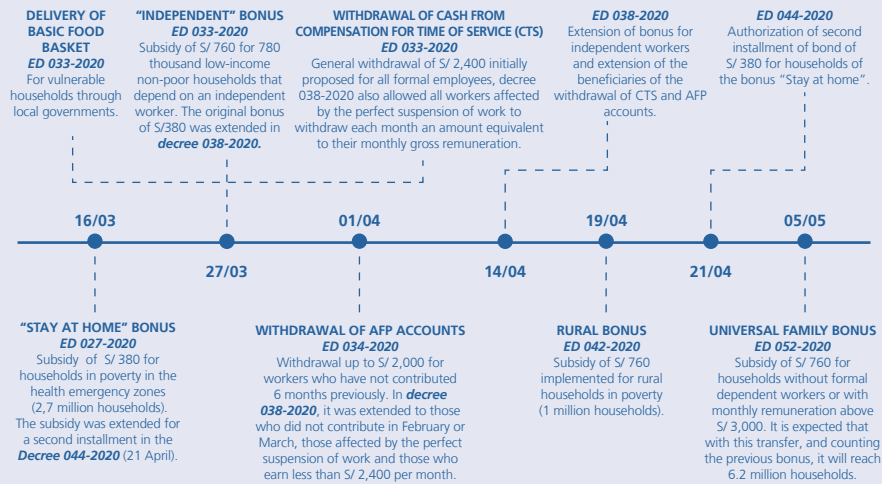 DELIVERY OF
BASIC FOOD
BASKET
ED 033-2020
For vulnerable
households through
local governments.
“INDEPENDENT” BONUS
ED 033-2020
Subsidy of S/ 760 for 780
thousand low-income
non-poor households that
depend on an independent
worker. The original bonus
of S/380 was extended in
decree 038-2020.
WITHDRAWAL OF CASH FROM
COMPENSATION FOR TIME OF SERVICE (CTS)
ED 033-2020
General withdrawal of S/ 2,400 initially
proposed for all formal employees, decree
038-2020 also allowed all workers affected
by the perfect suspension of work to
withdraw each month an amount equivalent
to their monthly gross remuneration.
ED 038-2020
Extension of bonus for
independent workers
and extension of the
beneficiaries of the
withdrawal of CTS and AFP
accounts.
ED 044-2020
Authorization of second
installment of bond of
S/ 380 for households of
the bonus “Stay at home”.
16/03
27/03
01/04
14/04
19/04
21/04
05/05
“STAY AT HOME” BONUS
ED 027-2020
Subsidy of S/ 380 for
households in poverty in the
health emergency zones
(2,7 million households).
The subsidy was extended for
a second installment in the
Decree 044-2020 (21 April).
WITHDRAWAL OF AFP ACCOUNTS
ED 034-2020
Withdrawal up to S/ 2,000 for
workers who have not contributed
6 months previously. In decree
038-2020, it was extended to those
who did not contribute in February or
March, those affected by the perfect
suspension of work and those who
earn less than S/ 2,400 per month.
RURAL BONUS
ED 042-2020
Subsidy of S/ 760
implemented for rural
households in poverty
(1 million households).
UNIVERSAL FAMILY BONUS
ED 052-2020
Subsidy of S/ 760 for
households without formal
dependent workers or with
monthly remuneration above
S/ 3,000. It is expected that
with this transfer, and counting
the previous bonus, it will reach
6.2 million households.